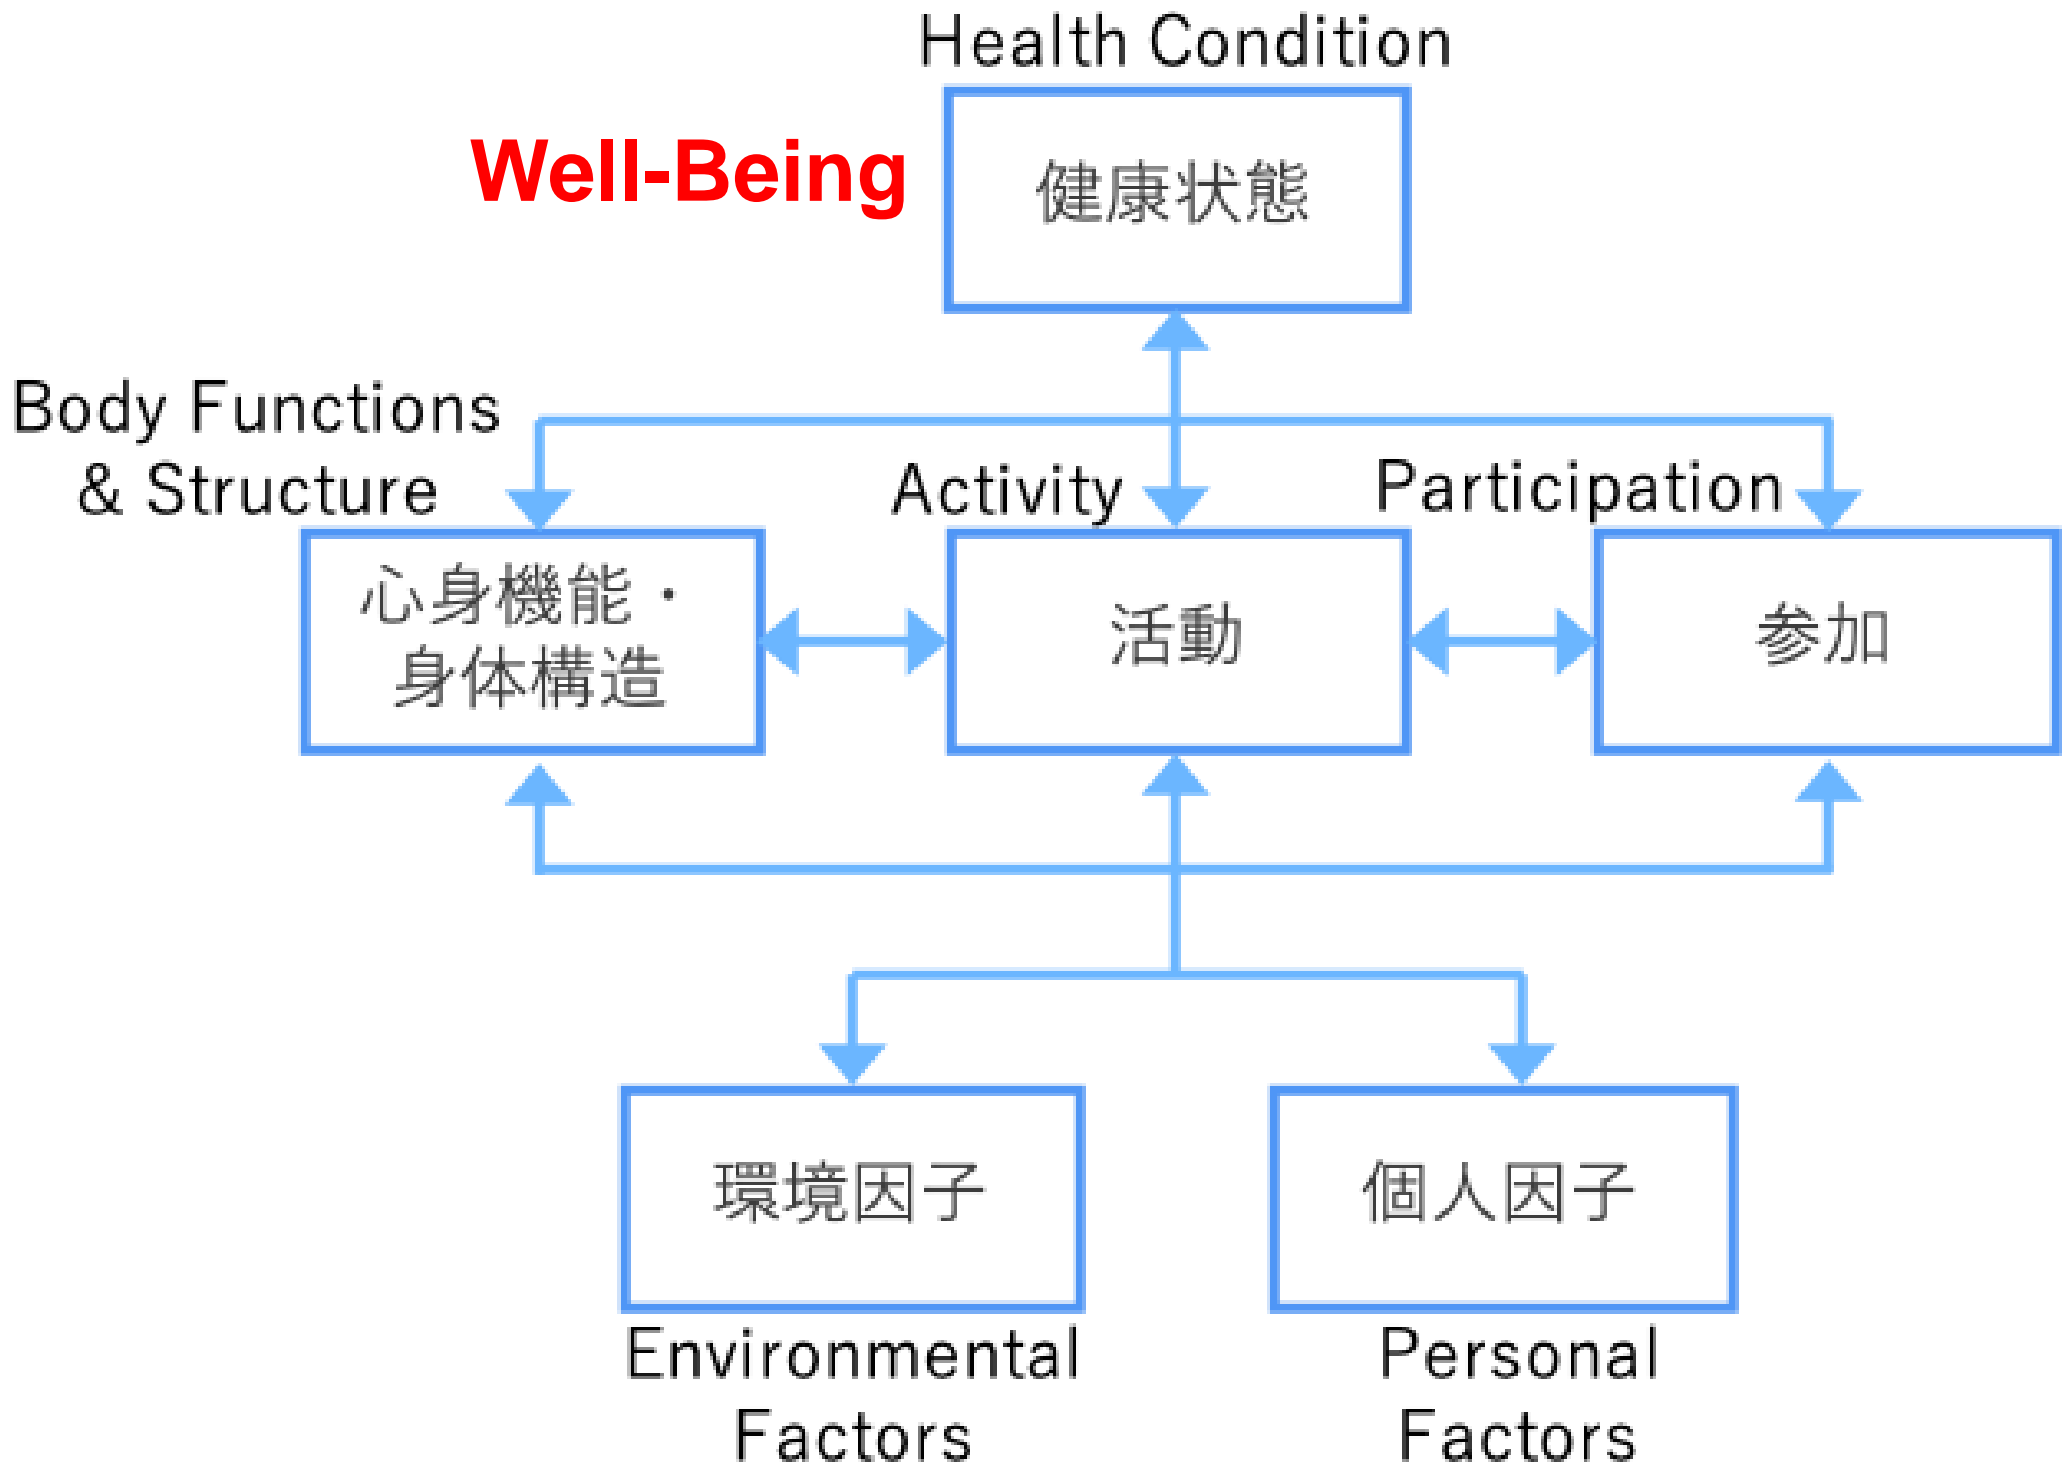 Health Condition
Well-Being
健康状態
Body Functions
& Structure
Activity
Participation
心身機能・
身体構造
活動
参加
環境因子
個人因子
Environmental
Factors
Personal
Factors